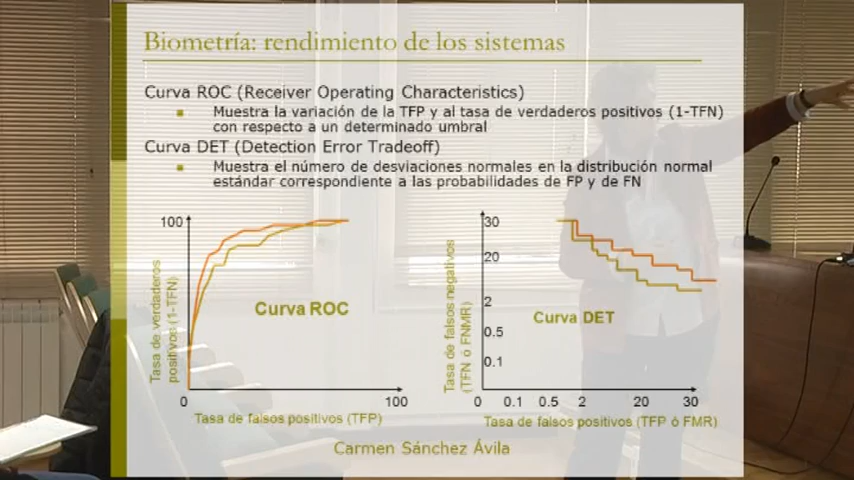 Biometría: rendimiento de los sistemas
Curva ROC (Receiver Operating Characteristics)
Muestra la variación de la TFP y al tasa de verdaderos positivos (1-TFN)
con respecto a un determinado umbral
Curva DET (Detection Error Tradeoff)
Muestra el número de desviaciones normales en la distribución normal
estándar correspondiente a las probabilidades de FP y de FN
100
Tasa de verdaderos
positivos (1-TFN)
Curva ROC
0
100
Tasa de falsos positivos (TFP)
Tasa de falsos negativos
(TFN ó FNMR)
30
20
2
0.5
0.1
Curva DET
0 0.1 0.5 2 20 30
Tasa de falsos positivos (TFP ó FMR)
Carmen Sánchez Ávila